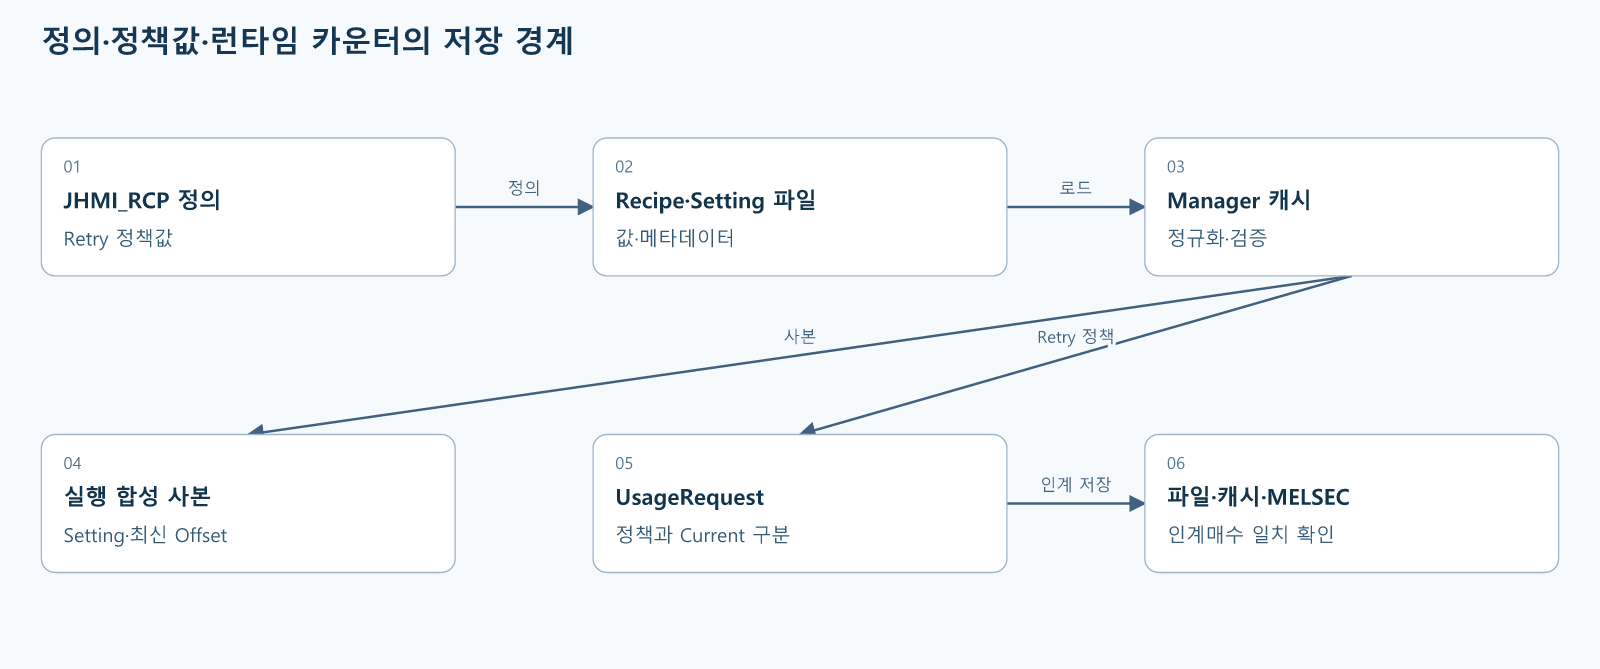 정의·정책값·런타임 카운터의 저장 경계
01
JHMI_RCP 정의
Retry 정책값
정의
02
Recipe·Setting 파일
값·메타데이터
로드
03
Manager 캐시
정규화·검증
사본
Retry 정책
04
실행 합성 사본
Setting·최신 Offset
05
UsageRequest
정책과 Current 구분
인계 저장
06
파일·캐시·MELSEC
인계매수 일치 확인